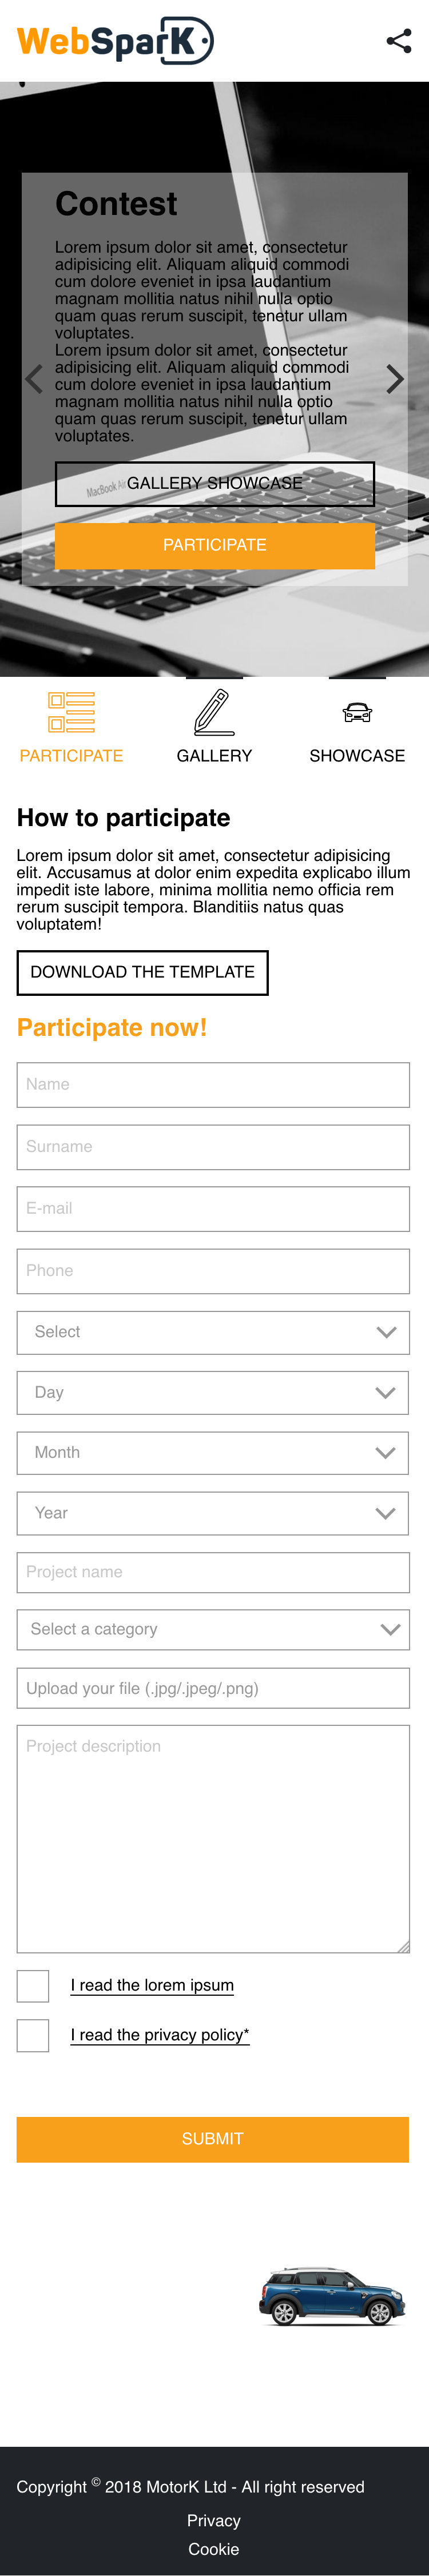 WebSparK
Contest
Lorem ipsum dolor sit amet, consectetur
adipisicing elit. Aliquam aliquid commodi
cum dolore eveniet in ipsa laudantium
magnam mollitia natus nihil nulla optio
quam quas rerum suscipit, tenetur ullam
voluptates.
Lorem ipsum dolor sit amet, consectetur
adipisicing elit. Aliquam aliquid commodi
cum dolore eveniet in ipsa laudantium
magnam mollitia natus nihil nulla optio
quam quas rerum suscipit, tenetur ullam
voluptates.
MacBook Air
GALLERY SHOWCASE
PARTICIPATE
PARTICIPATE
GALLERY
SHOWCASE
How to participate
Lorem ipsum dolor sit amet, consectetur adipisicing
elit. Accusamus at dolor enim expedita explicabo illum
impedit iste labore, minima mollitia nemo officia rem
rerum suscipit tempora. Blanditiis natus quas
voluptatem!
DOWNLOAD THE TEMPLATE
Participate now!
Name
Surname
E-mail
Phone
Select
Day
Month
Year
Project name
Select a category
Upload your file (.jpg/.jpeg/.png)
Project description
I read the lorem ipsum
I read the privacy policy*
SUBMIT
Copyright © 2018 MotorK Ltd - All right reserved
Privacy
Cookie